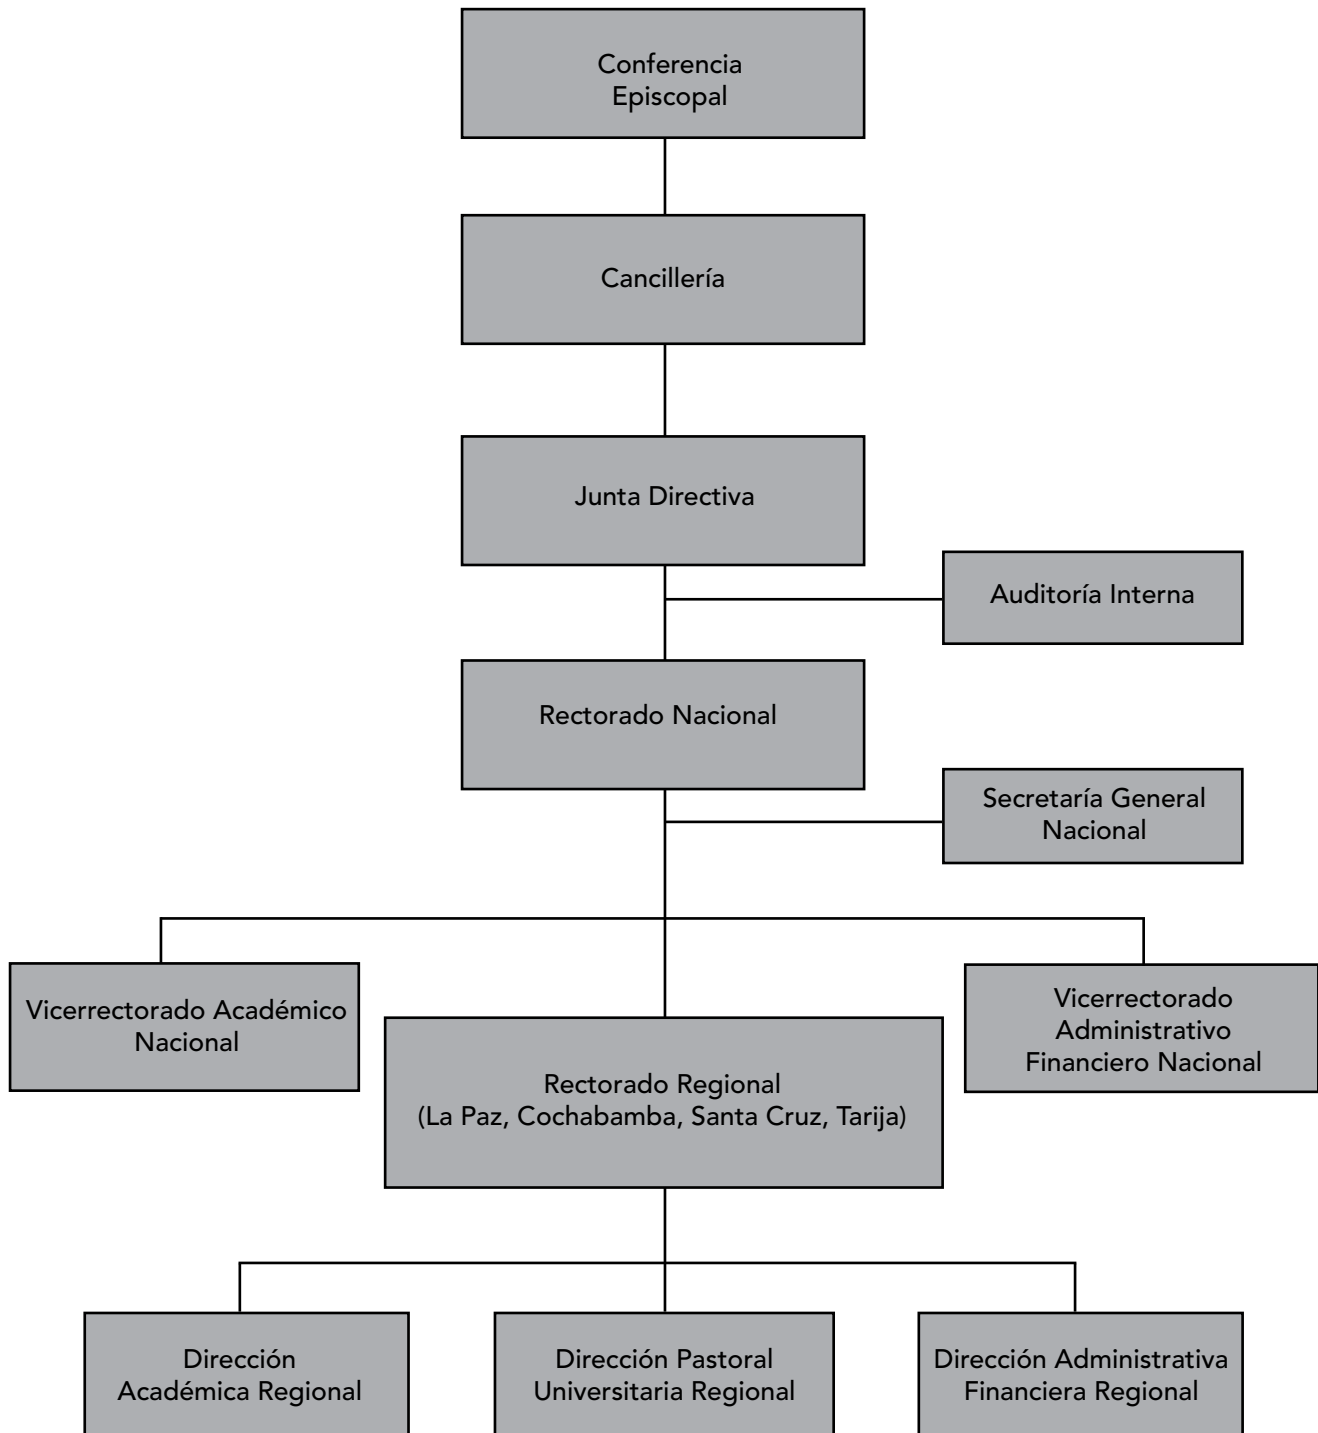 Conferencia
Episcopal
Cancillería
Junta Directiva
Auditoría Interna
Rectorado Nacional
Secretaría General
Nacional
Vicerrectorado Académico
Nacional
Vicerrectorado
Administrativo
Financiero Nacional
Rectorado Regional
(La Paz, Cochabamba, Santa Cruz, Tarija)
Dirección
Académica Regional
Dirección Pastoral
Universitaria Regional
Dirección Administrativa
Financiera Regional